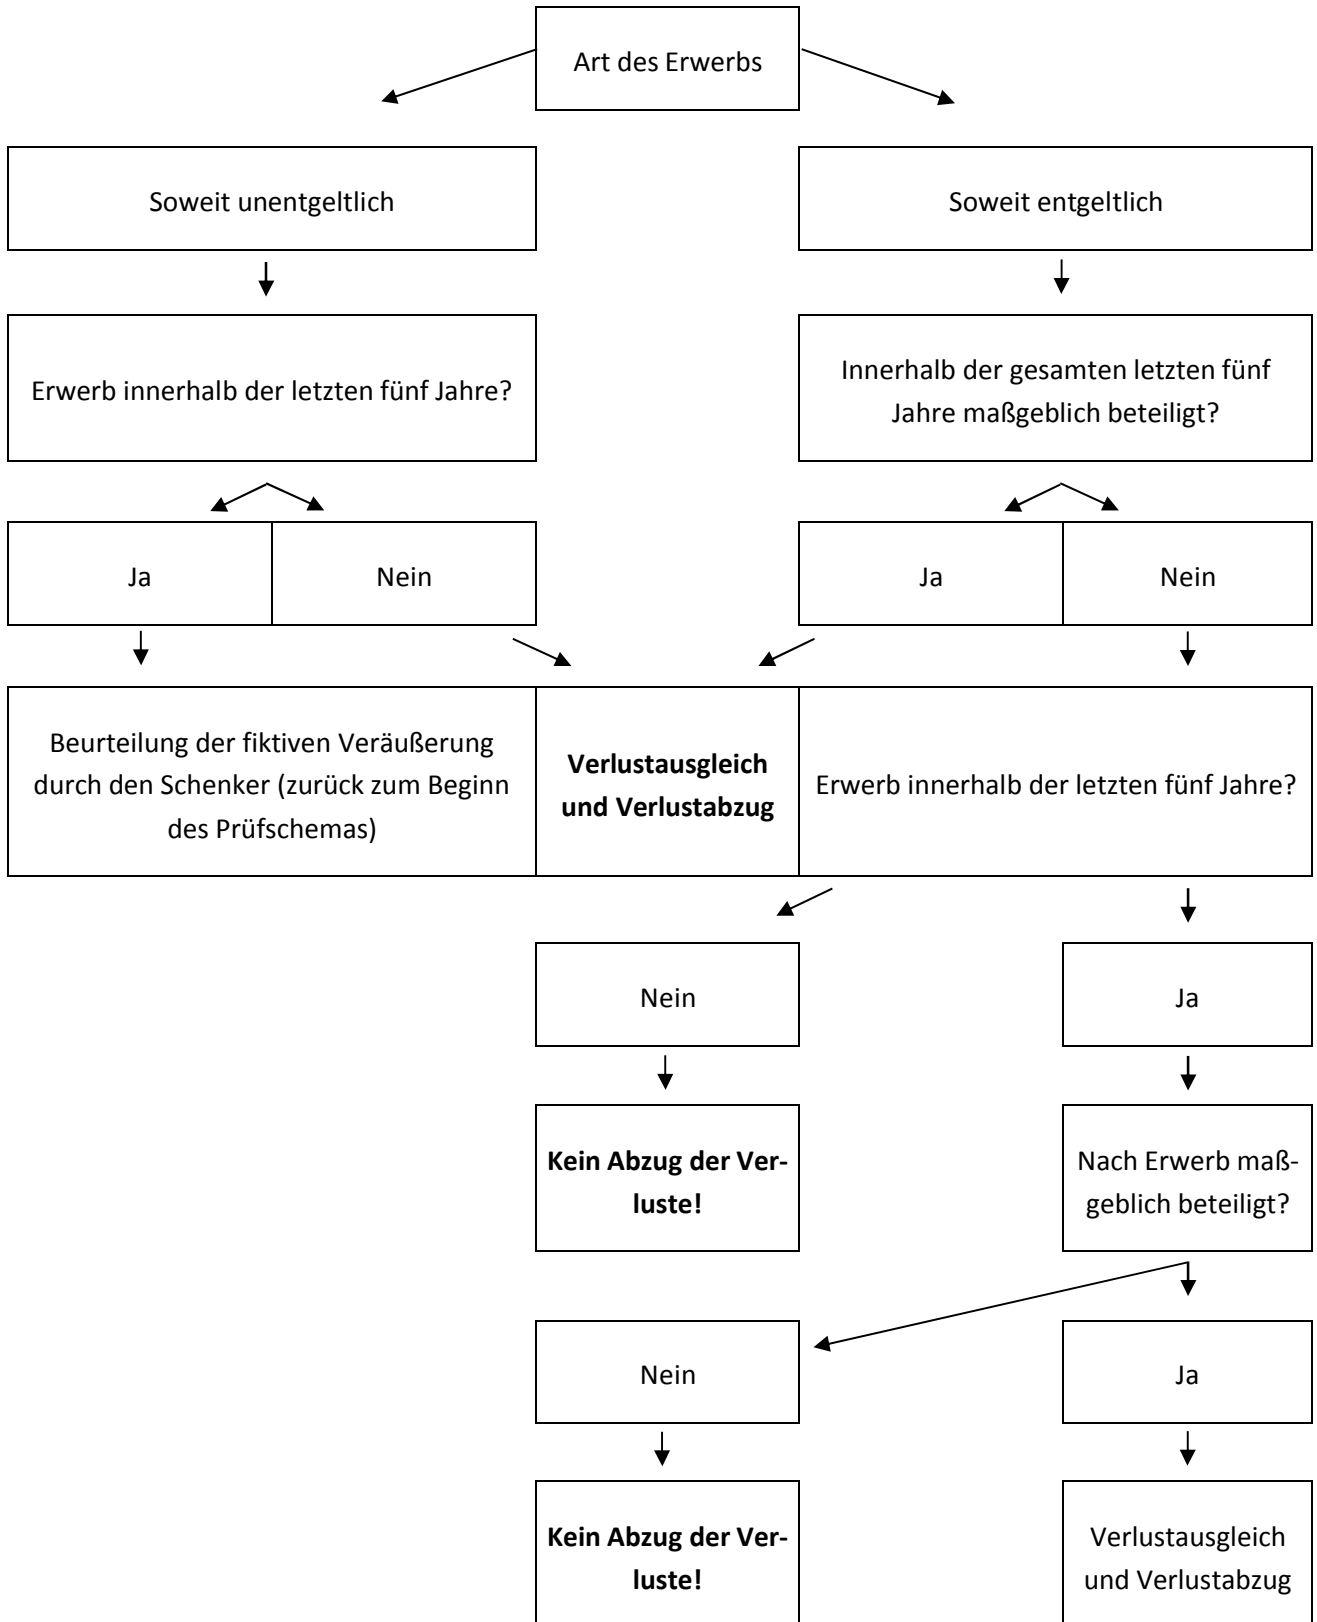 Art des Erwerbs
Soweit unentgeltlich
Soweit entgeltlich
Erwerb innerhalb der letzten fünf Jahre?
Innerhalb der gesamten letzten fünf
Jahre maßgeblich beteiligt?
Ja
Nein
Ja
Nein
Beurteilung der fiktiven Veräußerung
durch den Schenker (zurück zum Beginn
des Prüfschemas)
Verlustausgleich
und Verlustabzug
Erwerb innerhalb der letzten fünf Jahre?
Nein
Ja
Kein Abzug der Ver-
luste!
Nach Erwerb maß-
geblich beteiligt?
Nein
Ja
Kein Abzug der Ver-
luste!
Verlustausgleich
und Verlustabzug